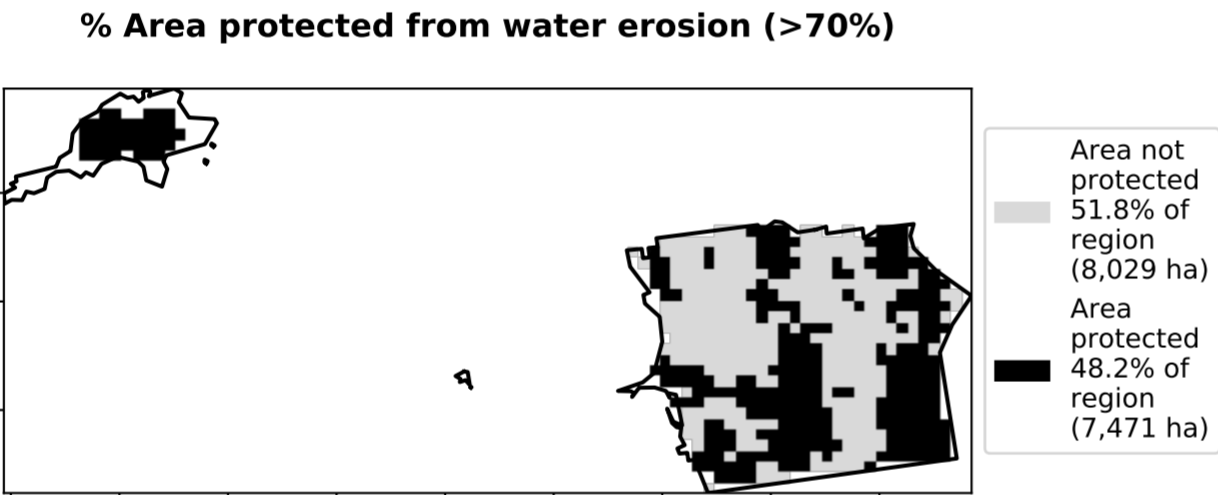 % Area protected from water erosion (>70%)
Area not
protected
51.8% of
region
(8,029 ha)
Area
protected
48.2% of
region
(7,471 ha)